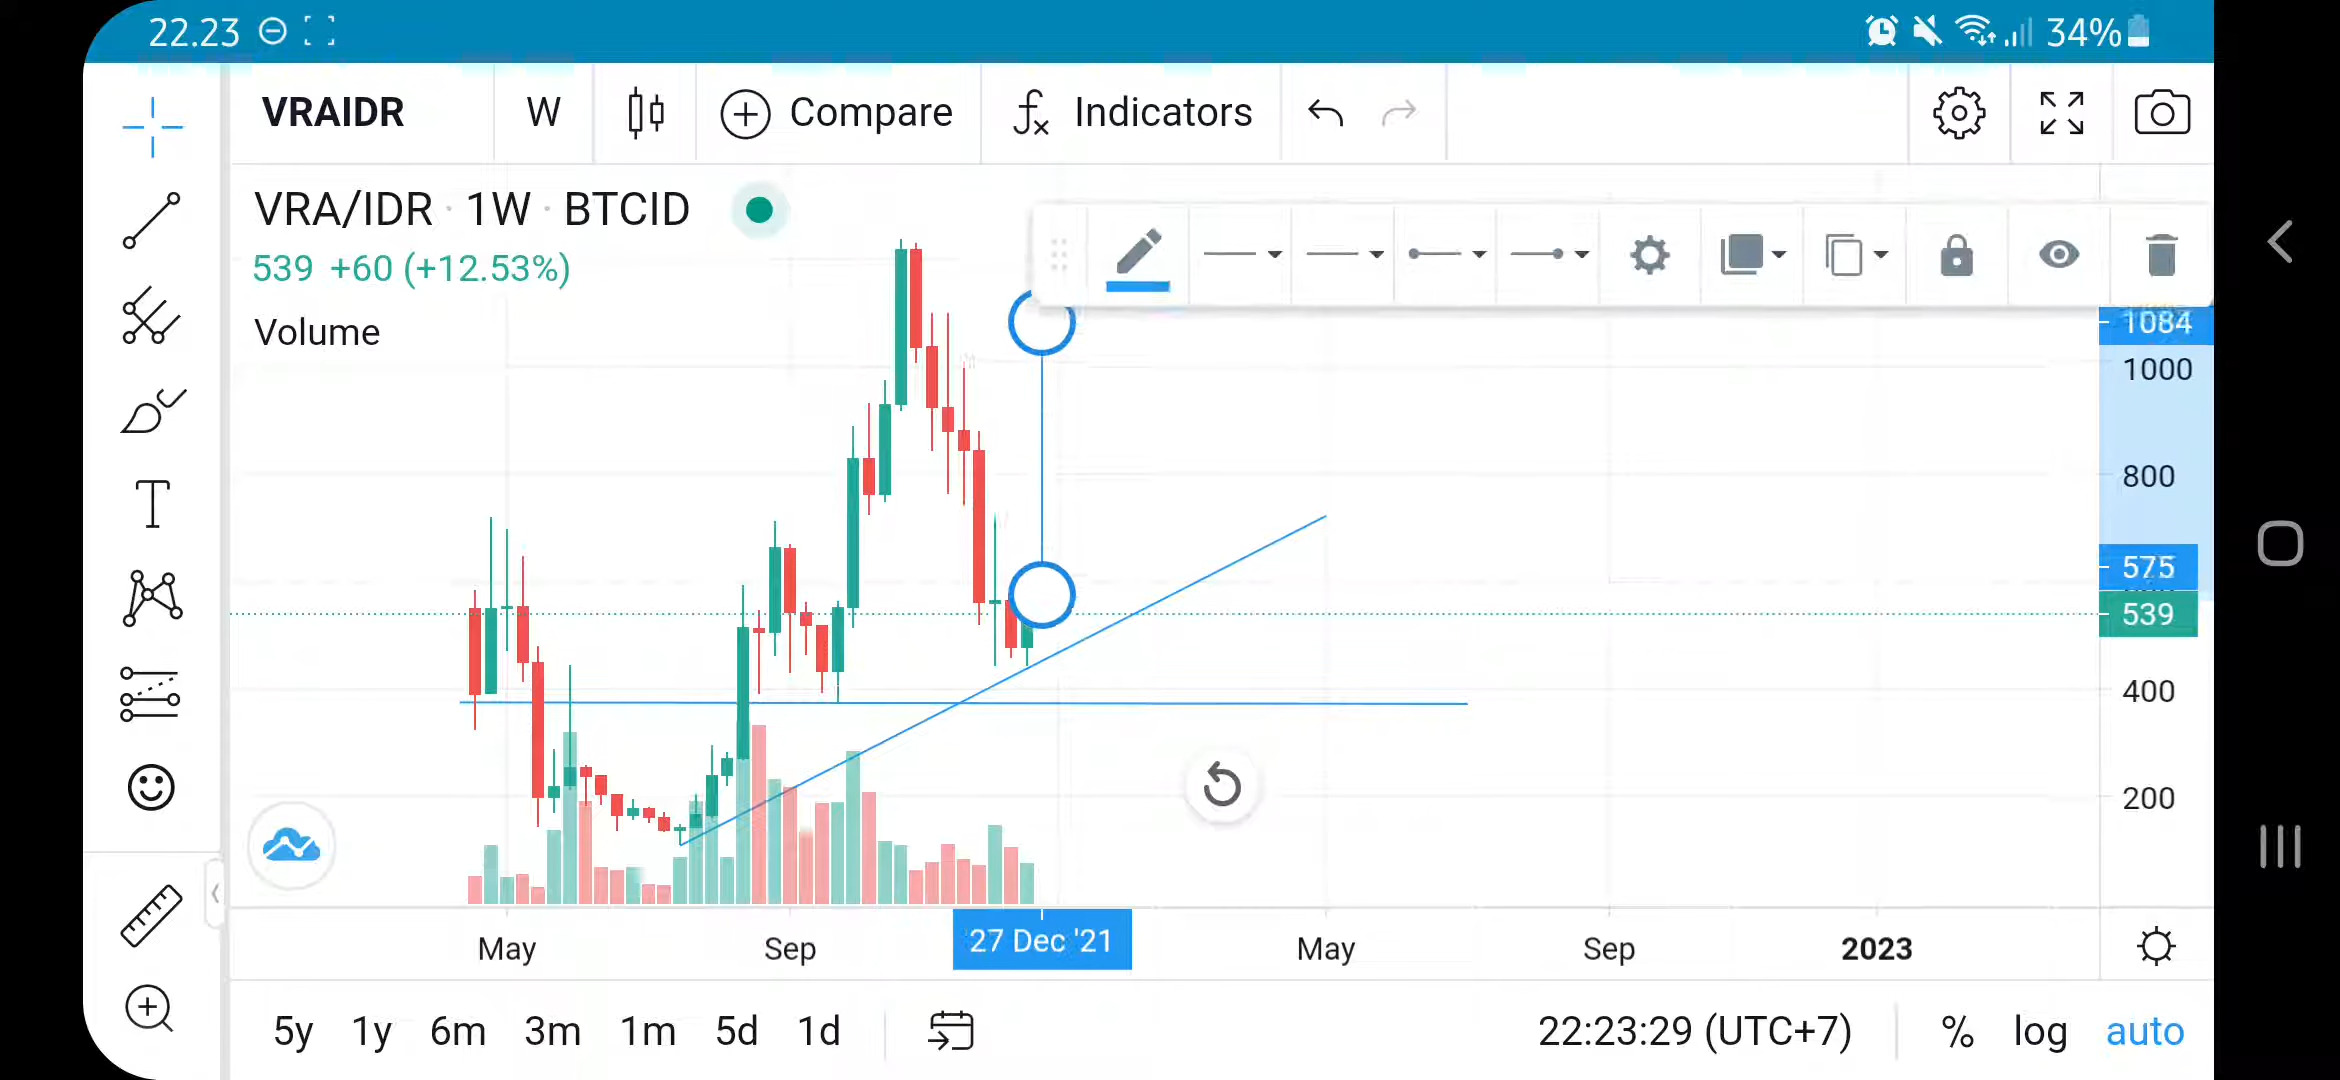 22.23
34%
VRAIDR W Compare Indicators
VRA/IDR · 1W · BTCID
539 +60 (+12.53%)
Volume
1084
1000
800
575
539
400
200
May Sep 27 Dec '21 May Sep 2023
5y 1y 6m 3m 1m 5d 1d 22:23:29 (UTC+7) % log auto